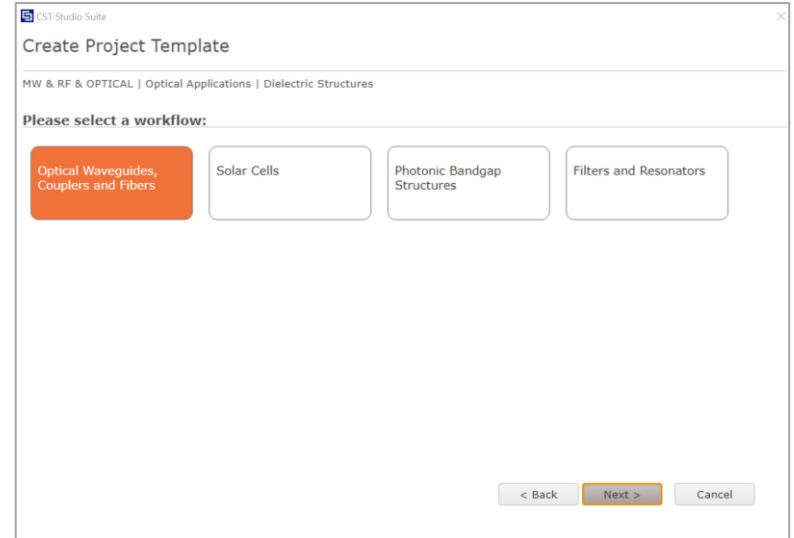 CST Studio Suite
Create Project Template
MW & RF & OPTICAL | Optical Applications | Dielectric Structures
Please select a workflow:
Optical Waveguides,
Couplers and Fibers
Solar Cells
Photonic Bandgap
Structures
Filters and Resonators
< Back
Next >
Cancel